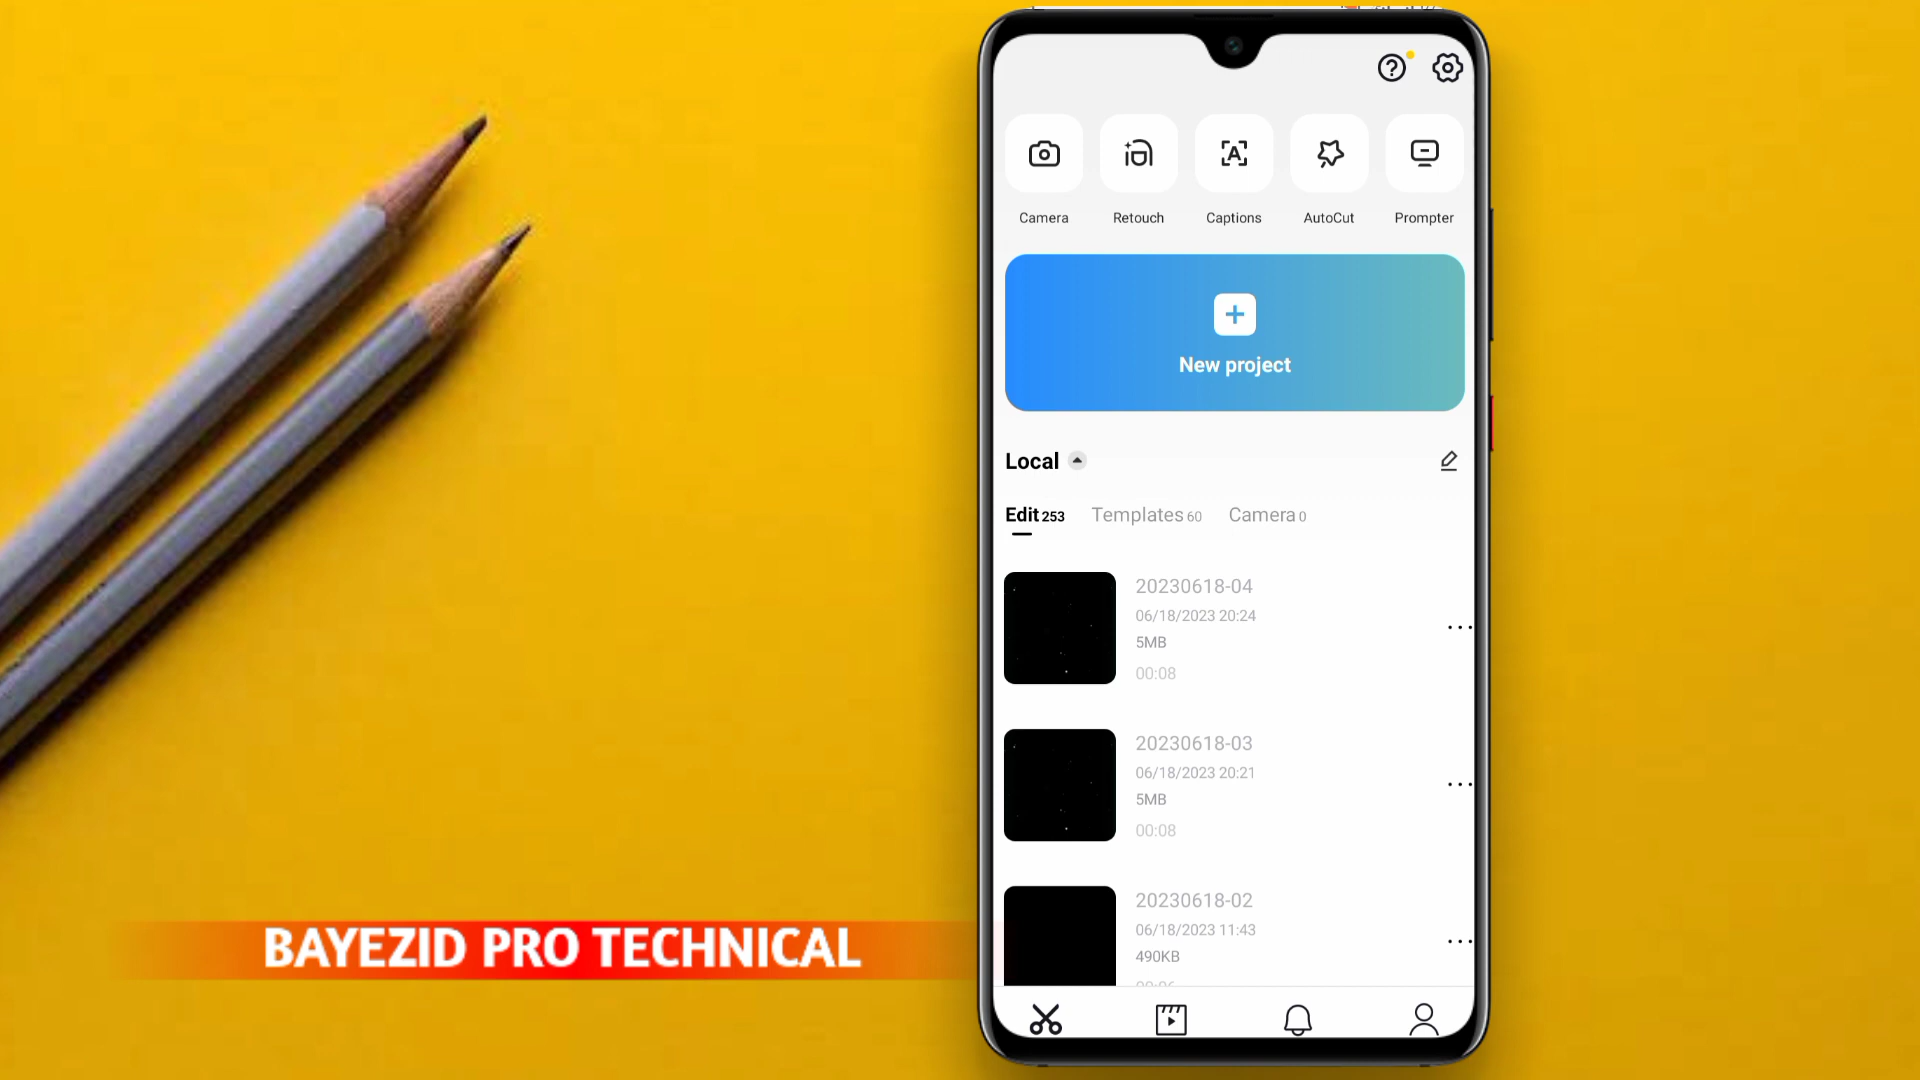 Camera Retouch Captions AutoCut Prompter
New project
Local
Edit 253 Templates 60 Camera 0
20230618-04
06/18/2023 20:24
5MB
00:08
20230618-03
06/18/2023 20:21
5MB
00:08
20230618-02
06/18/2023 11:43
490KB
BAYEZID PRO TECHNICAL